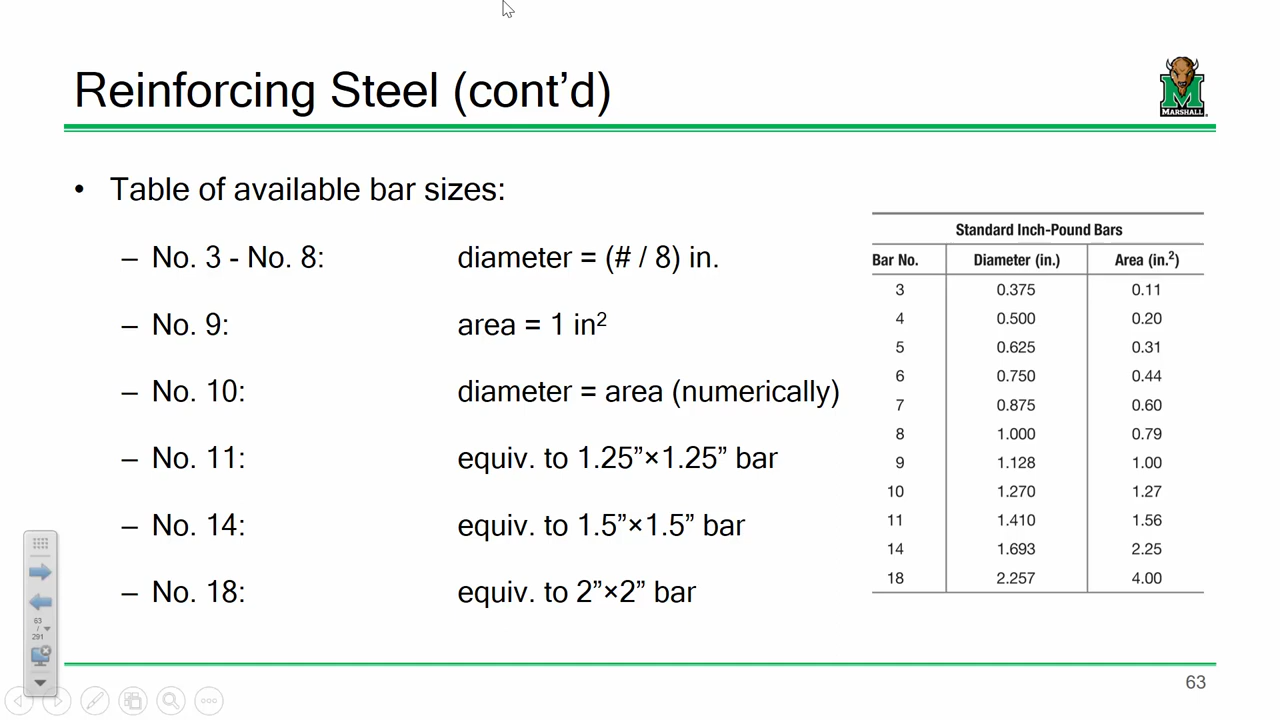 Reinforcing Steel (cont’d)
MARSHALL
• Table of available bar sizes:
– No. 3 - No. 8: diameter = (# / 8) in.
– No. 9: area = 1 in²
– No. 10: diameter = area (numerically)
– No. 11: equiv. to 1.25”×1.25” bar
– No. 14: equiv. to 1.5”×1.5” bar
– No. 18: equiv. to 2”×2” bar
Standard Inch-Pound Bars
Bar No. Diameter (in.) Area (in.²)
3 0.375 0.11
4 0.500 0.20
5 0.625 0.31
6 0.750 0.44
7 0.875 0.60
8 1.000 0.79
9 1.128 1.00
10 1.270 1.27
11 1.410 1.56
14 1.693 2.25
18 2.257 4.00
63
/
291
63